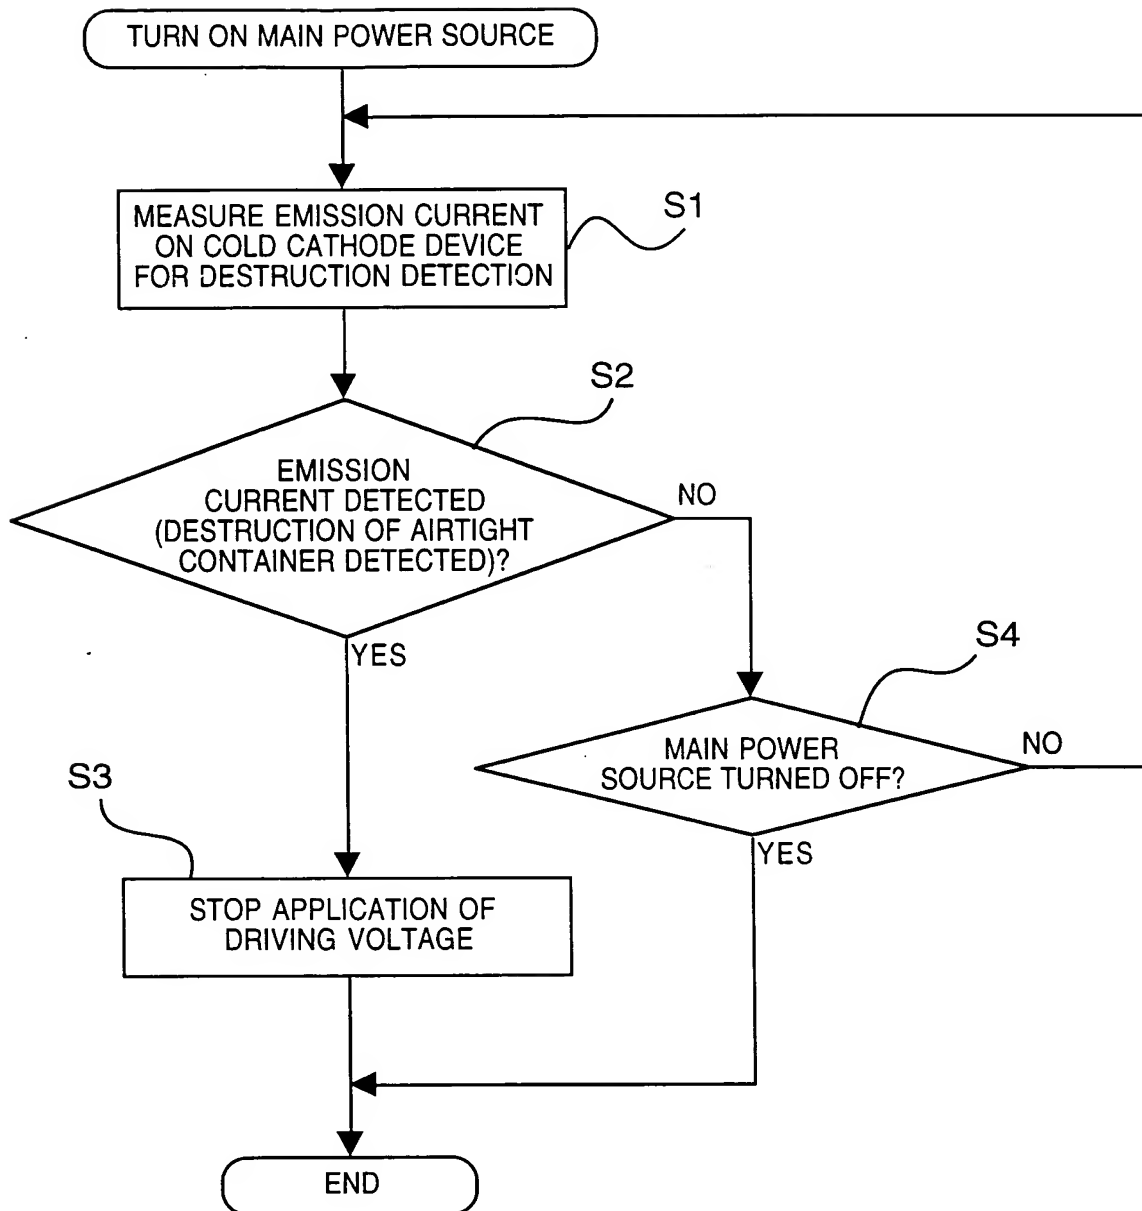 TURN ON MAIN POWER SOURCE
MEASURE EMISSION CURRENT
ON COLD CATHODE DEVICE
FOR DESTRUCTION DETECTION
S1
S2
EMISSION
CURRENT DETECTED
(DESTRUCTION OF AIRTIGHT
CONTAINER DETECTED)?
NO
YES
S4
MAIN POWER
SOURCE TURNED OFF?
NO
YES
S3
STOP APPLICATION OF
DRIVING VOLTAGE
END